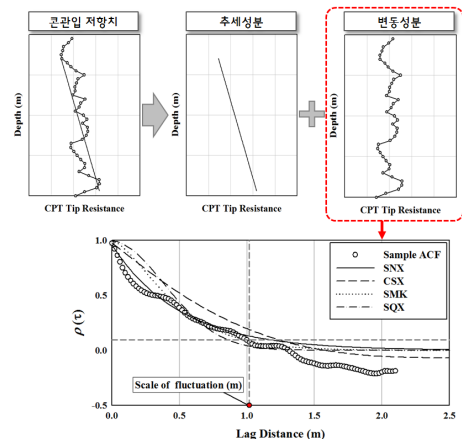 콘관입 저항치
추세성분
변동성분
Depth (m)
Depth (m)
Depth (m)
CPT Tip Resistance
CPT Tip Resistance
CPT Tip Resistance
1.0
0.5
0.0
-0.5
ρ (τ)
Sample ACF
SNX
CSX
SMK
SQX
Scale of fluctuation (m)
0.0
0.5
1.0
1.5
2.0
2.5
Lag Distance (m)